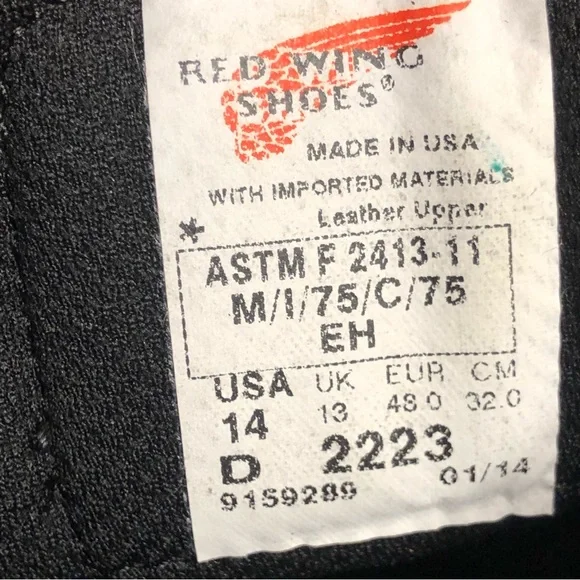 RED WING
SHOES®
MADE IN USA
WITH IMPORTED MATERIALS
Leather Upper
*
ASTM F 2413-11
M/I/75/C/75
EH
USA UK EUR CM
14 13 48.0 32.0
D 2223
9159289 01/14